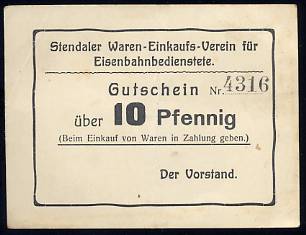 Stendaler Waren-Einkaufs-Verein für
Eisenbahnbedienstete.
Gutschein Nr. 4316
über 10 Pfennig
(Beim Einkauf von Waren in Zahlung geben.)
Der Vorstand.